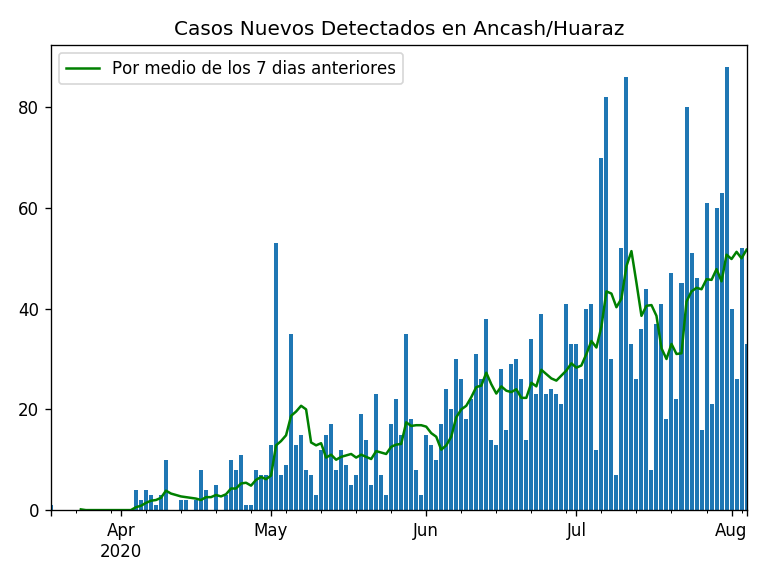 Casos Nuevos Detectados en Ancash/Huaraz
Por medio de los 7 dias anteriores
80
60
40
20
0
Apr May Jun Jul Aug
2020